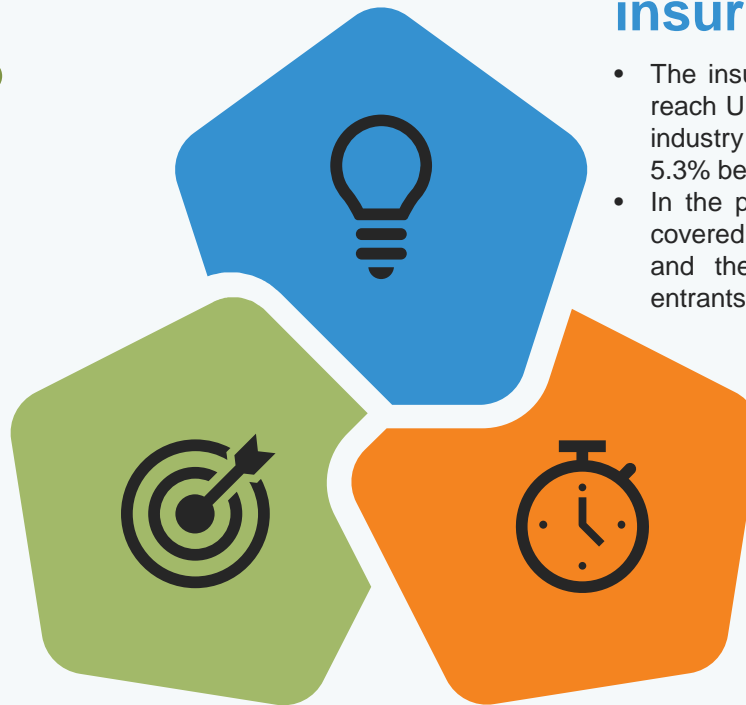 insur
• The insu
reach U
industry
5.3% be
• In the p
covered
and the
entrants